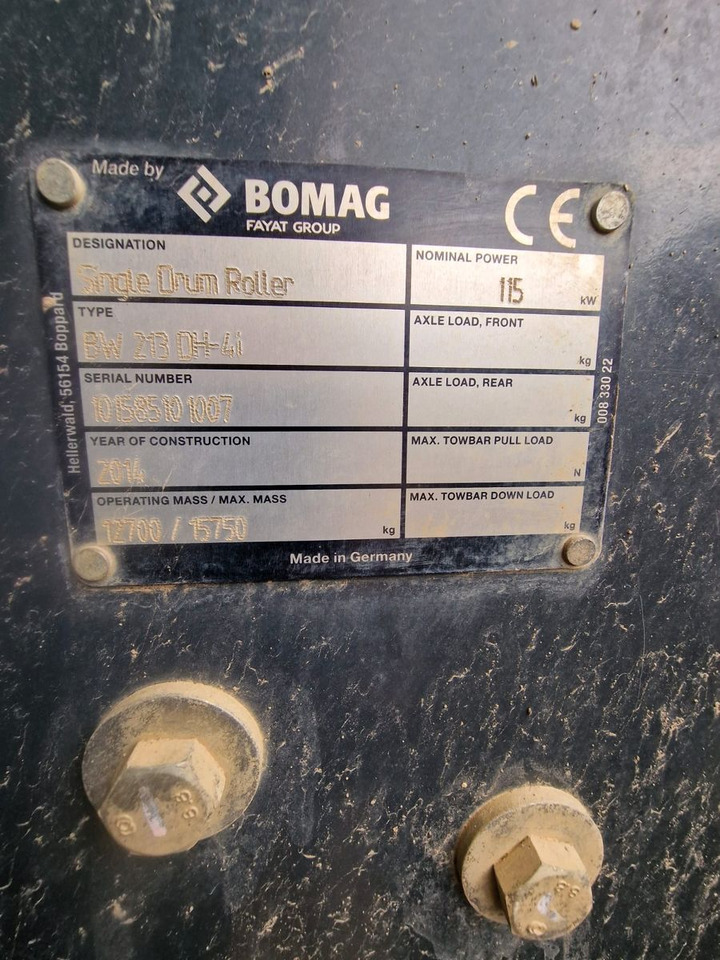 Made by BOMAG
FAYAT GROUP
CE
DESIGNATION
Single Drum Roller
NOMINAL POWER
115 kW
TYPE
BW 213 DH-4i
AXLE LOAD, FRONT
kg
SERIAL NUMBER
101585101007
AXLE LOAD, REAR
kg
YEAR OF CONSTRUCTION
2014
MAX. TOWBAR PULL LOAD
N
OPERATING MASS / MAX. MASS
12700 / 15750 kg
MAX. TOWBAR DOWN LOAD
kg
Made in Germany
Hellerwald, 56154 Boppard
008 330 22
8.8